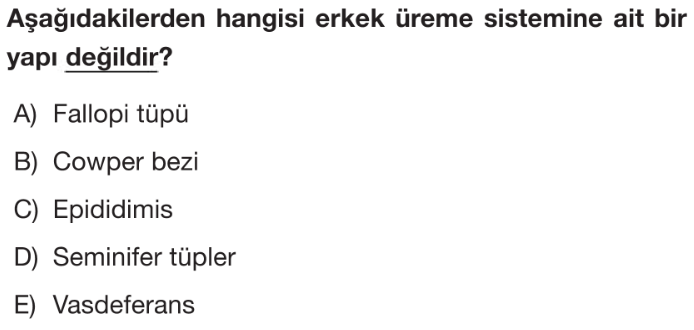 Aşağıdakilerden hangisi erkek üreme sistemine ait bir
yapı değildir?
A) Fallopi tüpü
B) Cowper bezi
C) Epididimis
D) Seminifer tüpler
E) Vasdeferans